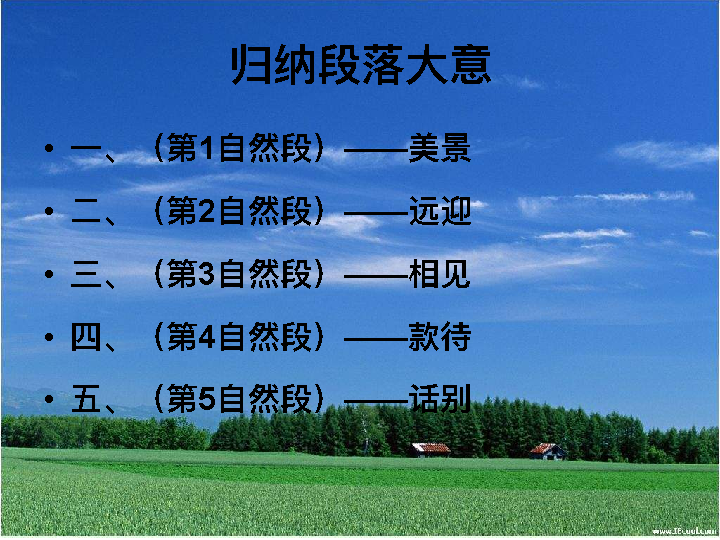 归纳段落大意
• 一、（第1自然段）——美景
• 二、（第2自然段）——远迎
• 三、（第3自然段）——相见
• 四、（第4自然段）——款待
• 五、（第5自然段）——话别